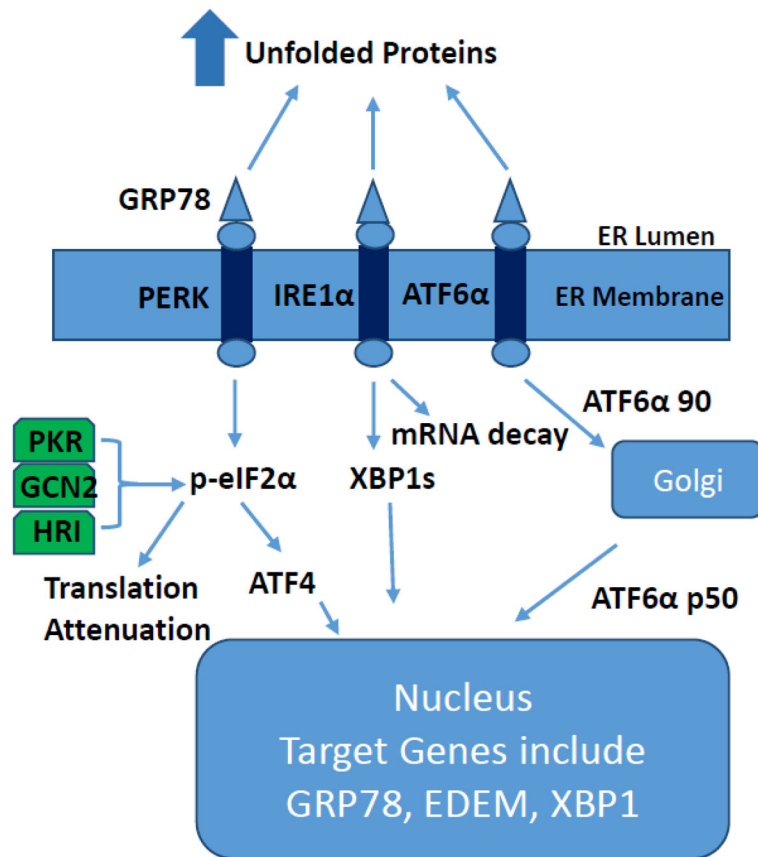 Unfolded Proteins
GRP78
ER Lumen
PERK
IRE1α
ATF6α
ER Membrane
ATF6α 90
mRNA decay
PKR
GCN2
HRI
p-eIF2α
XBP1s
Golgi
Translation
Attenuation
ATF4
ATF6α p50
Nucleus
Target Genes include
GRP78, EDEM, XBP1